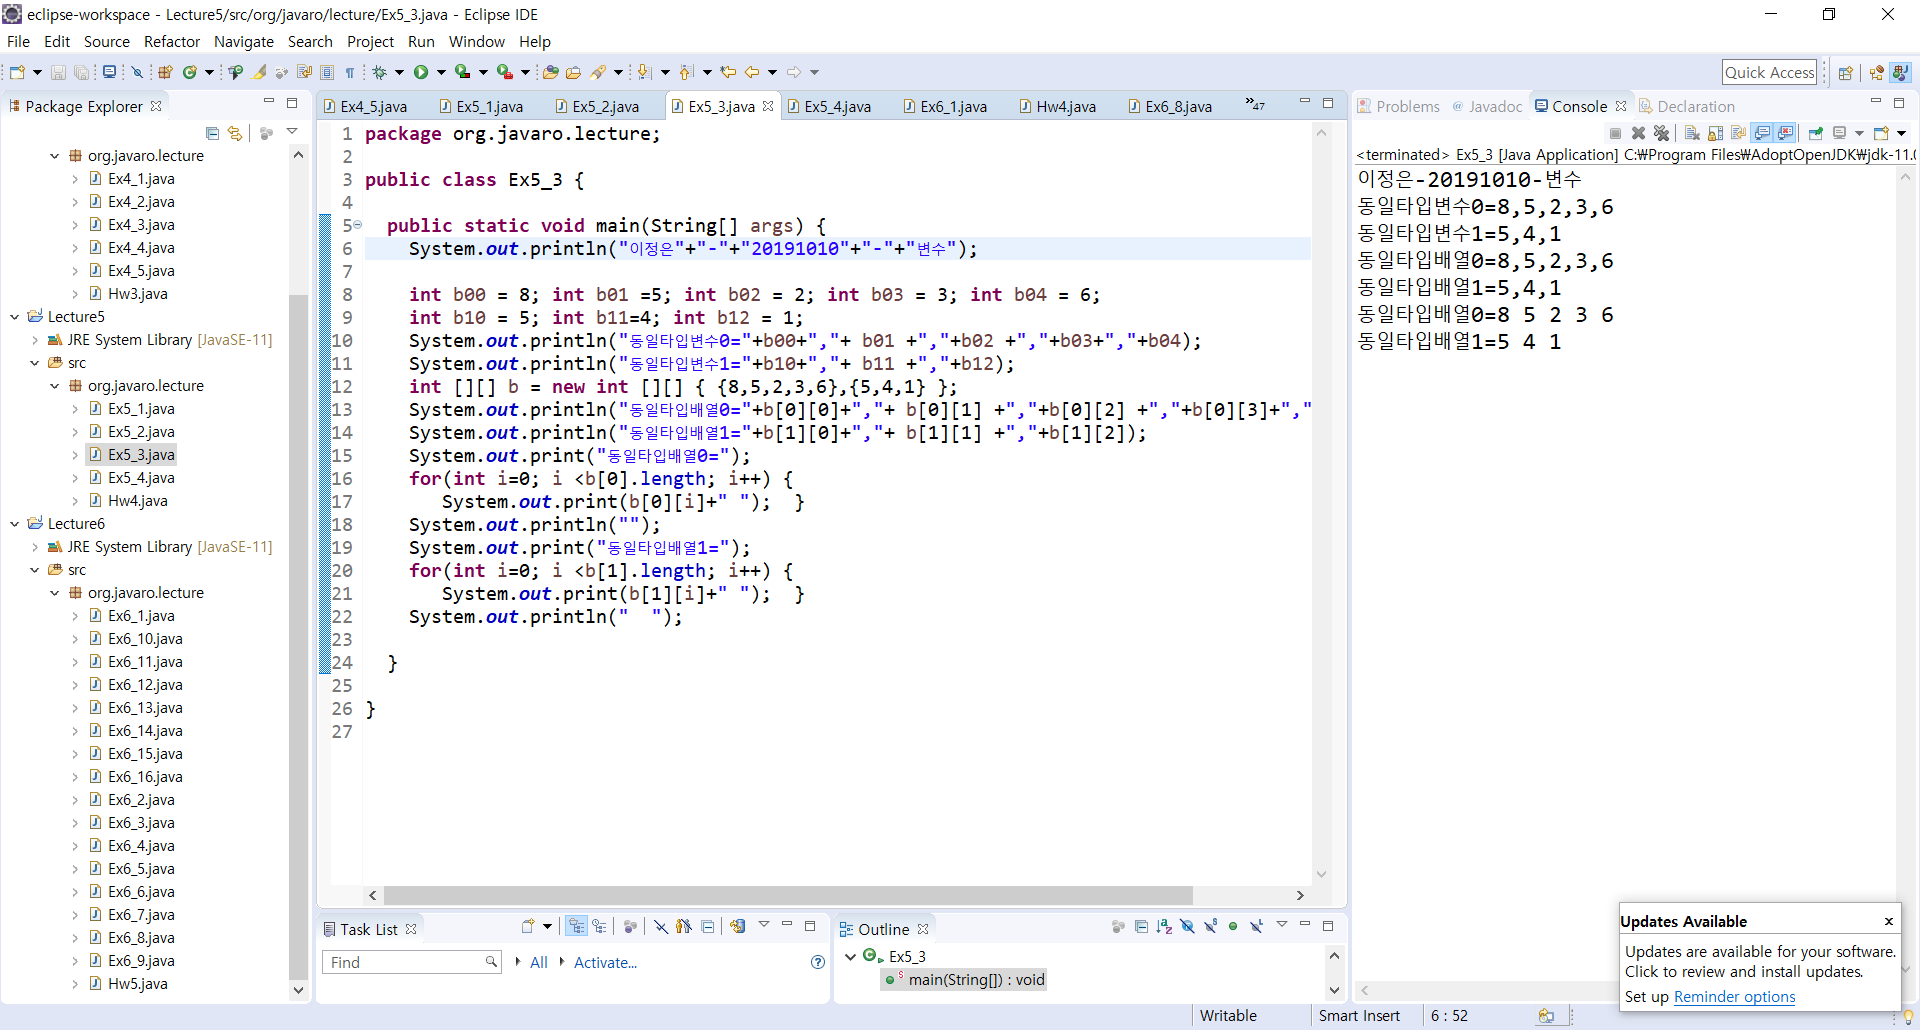 eclipse-workspace - Lecture5/src/org/javaro/lecture/Ex5_3.java - Eclipse IDE
File Edit Source Refactor Navigate Search Project Run Window Help
Quick Access
Package Explorer
org.javaro.lecture
Ex4_1.java
Ex4_2.java
Ex4_3.java
Ex4_4.java
Ex4_5.java
Hw3.java
Lecture5
JRE System Library [JavaSE-11]
src
org.javaro.lecture
Ex5_1.java
Ex5_2.java
Ex5_3.java
Ex5_4.java
Hw4.java
Lecture6
JRE System Library [JavaSE-11]
src
org.javaro.lecture
Ex6_1.java
Ex6_10.java
Ex6_11.java
Ex6_12.java
Ex6_13.java
Ex6_14.java
Ex6_15.java
Ex6_16.java
Ex6_2.java
Ex6_3.java
Ex6_4.java
Ex6_5.java
Ex6_6.java
Ex6_7.java
Ex6_8.java
Ex6_9.java
Hw5.java
Ex4_5.java Ex5_1.java Ex5_2.java Ex5_3.java Ex5_4.java Ex6_1.java Hw4.java Ex6_8.java »47
1 package org.javaro.lecture;
2
3 public class Ex5_3 {
4
5 public static void main(String[] args) {
6 System.out.println("이정은"+"-"+"20191010"+"-"+"변수");
7
8 int b00 = 8; int b01 =5; int b02 = 2; int b03 = 3; int b04 = 6;
9 int b10 = 5; int b11=4; int b12 = 1;
10 System.out.println("동일타입변수0="+b00+","+ b01 +","+b02 +","+b03+","+b04);
11 System.out.println("동일타입변수1="+b10+","+ b11 +","+b12);
12 int [][] b = new int [][] { {8,5,2,3,6},{5,4,1} };
13 System.out.println("동일타입배열0="+b[0][0]+","+ b[0][1] +","+b[0][2] +","+b[0][3]+","
14 System.out.println("동일타입배열1="+b[1][0]+","+ b[1][1] +","+b[1][2]);
15 System.out.print("동일타입배열0=");
16 for(int i=0; i <b[0].length; i++) {
17 System.out.print(b[0][i]+" "); }
18 System.out.println("");
19 System.out.print("동일타입배열1=");
20 for(int i=0; i <b[1].length; i++) {
21 System.out.print(b[1][i]+" "); }
22 System.out.println("  ");
23
24 }
25
26 }
27
Task List
Find All Activate...
Outline
Ex5_3
main(String[]) : void
Problems Javadoc Console Declaration
<terminated> Ex5_3 [Java Application] C:₩Program Files₩AdoptOpenJDK₩jdk-11.0
이정은-20191010-변수
동일타입변수0=8,5,2,3,6
동일타입변수1=5,4,1
동일타입배열0=8,5,2,3,6
동일타입배열1=5,4,1
동일타입배열0=8 5 2 3 6
동일타입배열1=5 4 1
Updates Available
Updates are available for your software.
Click to review and install updates.
Set up Reminder options
Writable Smart Insert 6 : 52